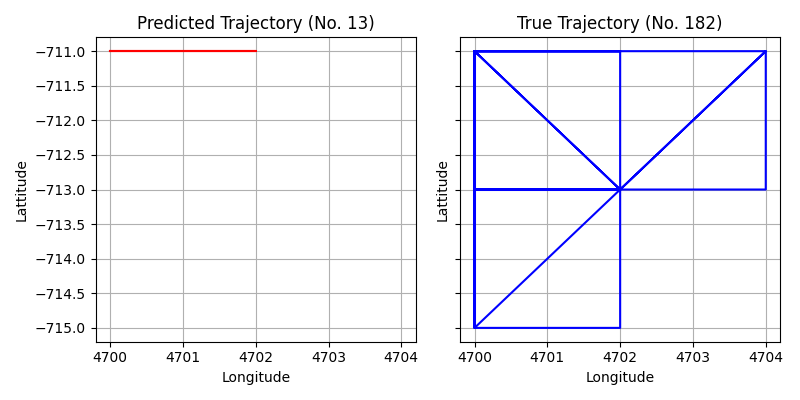 Predicted Trajectory (No. 13)
True Trajectory (No. 182)
Lattitude
−711.0
−711.5
−712.0
−712.5
−713.0
−713.5
−714.0
−714.5
−715.0
4700 4701 4702 4703 4704
Longitude
Lattitude
4700 4701 4702 4703 4704
Longitude